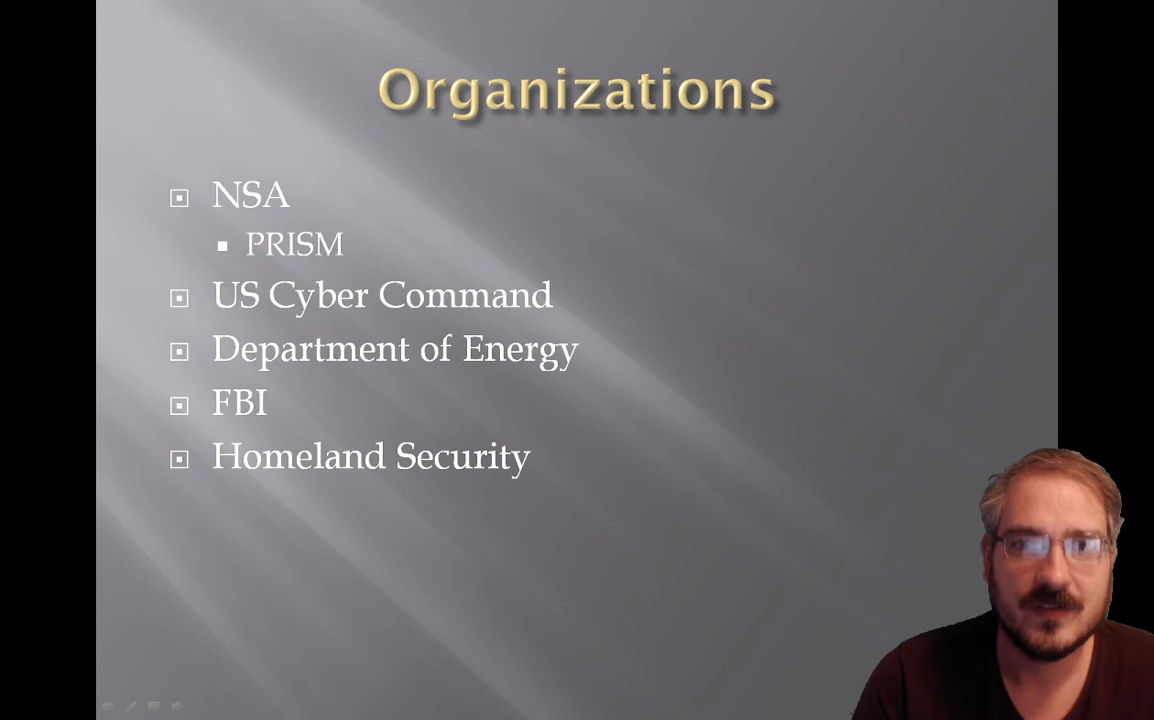 Organizations
NSA
PRISM
US Cyber Command
Department of Energy
FBI
Homeland Security